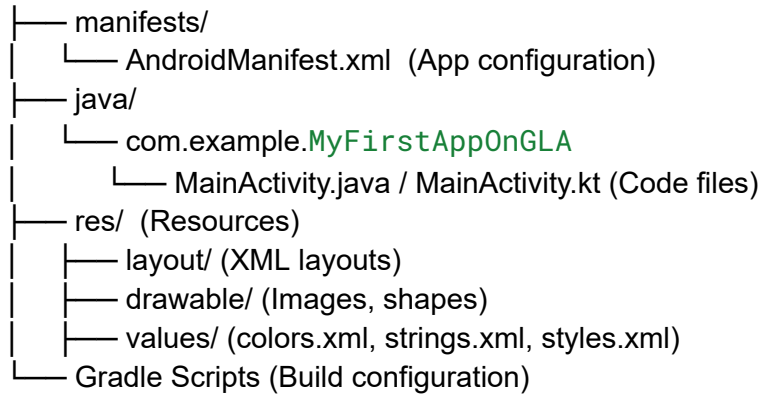 ├── manifests/
│   └── AndroidManifest.xml  (App configuration)
├── java/
│   └── com.example.MyFirstAppOnGLA
│       └── MainActivity.java / MainActivity.kt (Code files)
├── res/  (Resources)
│   ├── layout/ (XML layouts)
│   ├── drawable/ (Images, shapes)
│   ├── values/ (colors.xml, strings.xml, styles.xml)
└── Gradle Scripts (Build configuration)